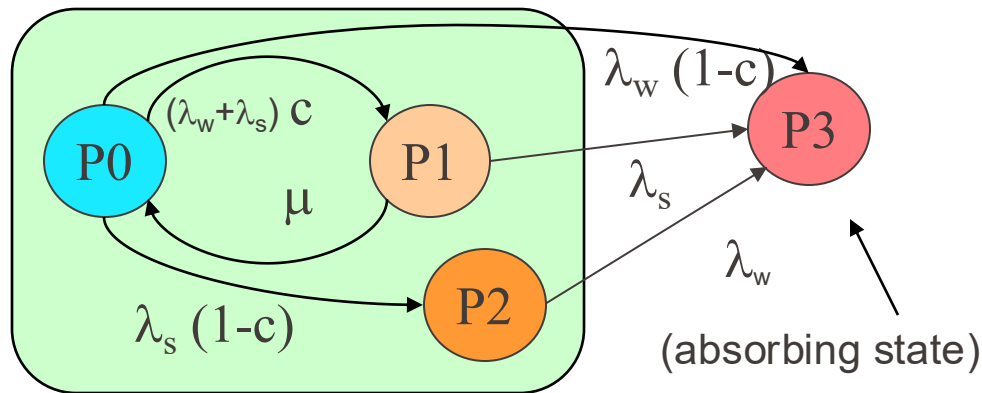 λw (1-c)
(λw+λs) c
P0
P1
P3
μ
λs
P2
λw
λs (1-c)
(absorbing state)